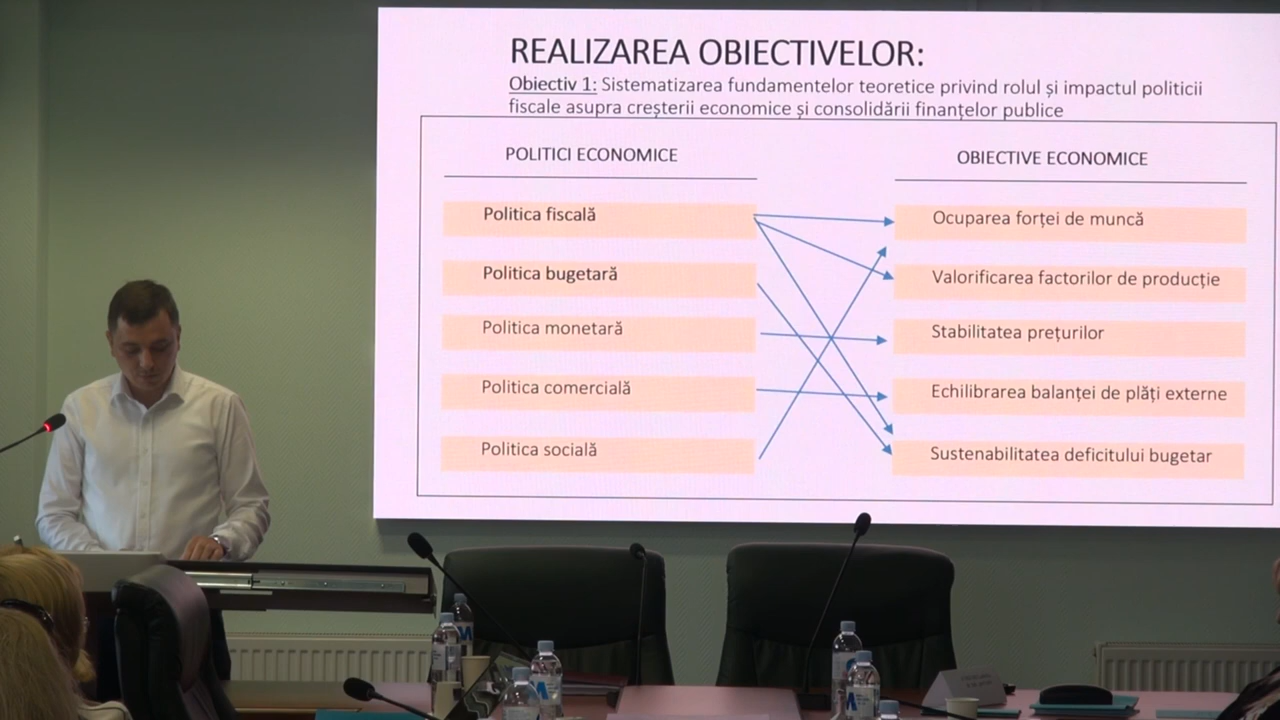 REALIZAREA OBIECTIVELOR:
Obiectiv 1: Sistematizarea fundamentelor teoretice privind rolul și impactul politicii
fiscale asupra creșterii economice și consolidării finanțelor publice
POLITICI ECONOMICE
OBIECTIVE ECONOMICE
Politica fiscală
Ocuparea forței de muncă
Politica bugetară
Valorificarea factorilor de producție
Politica monetară
Stabilitatea prețurilor
Politica comercială
Echilibrarea balanței de plăți externe
Politica socială
Sustenabilitatea deficitului bugetar